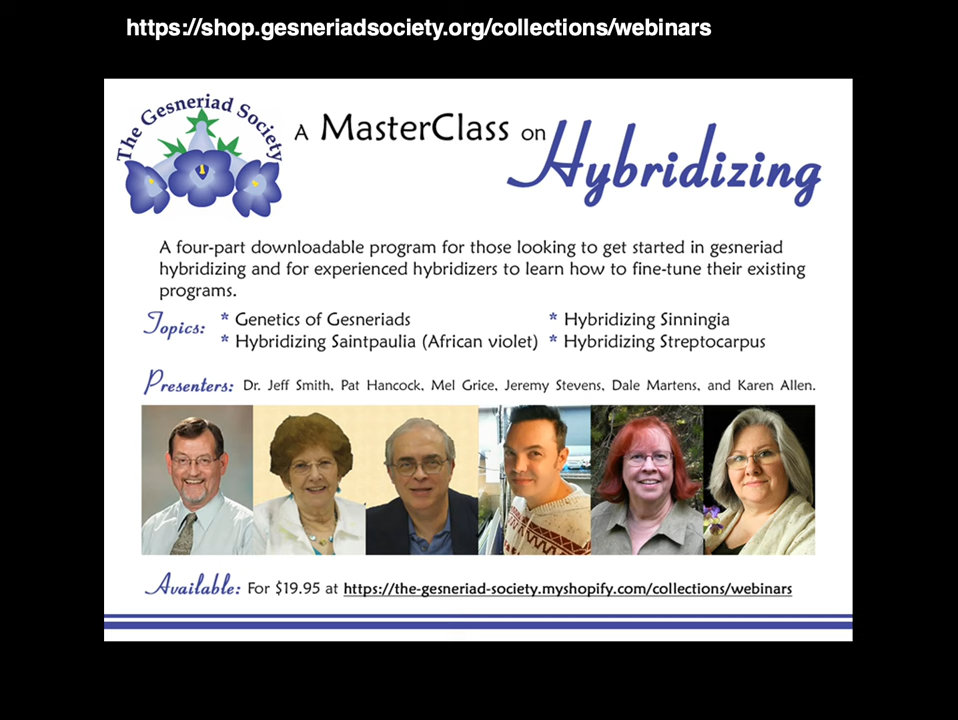 https://shop.gesneriadsociety.org/collections/webinars
The Gesneriad Society
A MasterClass on
Hybridizing
A four-part downloadable program for those looking to get started in gesneriad
hybridizing and for experienced hybridizers to learn how to fine-tune their existing
programs.
Topics: * Genetics of Gesneriads * Hybridizing Sinningia
* Hybridizing Saintpaulia (African violet) * Hybridizing Streptocarpus
Presenters: Dr. Jeff Smith, Pat Hancock, Mel Grice, Jeremy Stevens, Dale Martens, and Karen Allen.
Available: For $19.95 at https://the-gesneriad-society.myshopify.com/collections/webinars